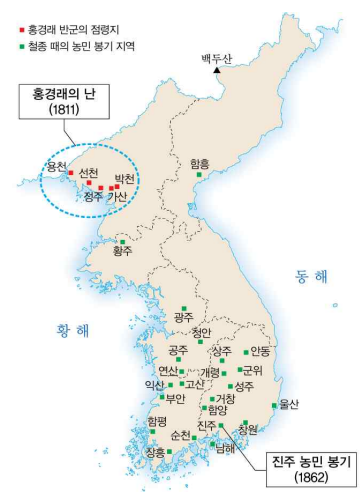 홍경래 반군의 점령지
철종 때의 농민 봉기 지역
백두산
홍경래의 난
(1811)
용천
선천
박천
정주
가산
함흥
황주
동해
황해
광주
청안
공주
상주
안동
연산
개령
군위
익산
고산
성주
부안
거창
함양
울산
함평
진주
창원
순천
장흥
남해
진주 농민 봉기
(1862)